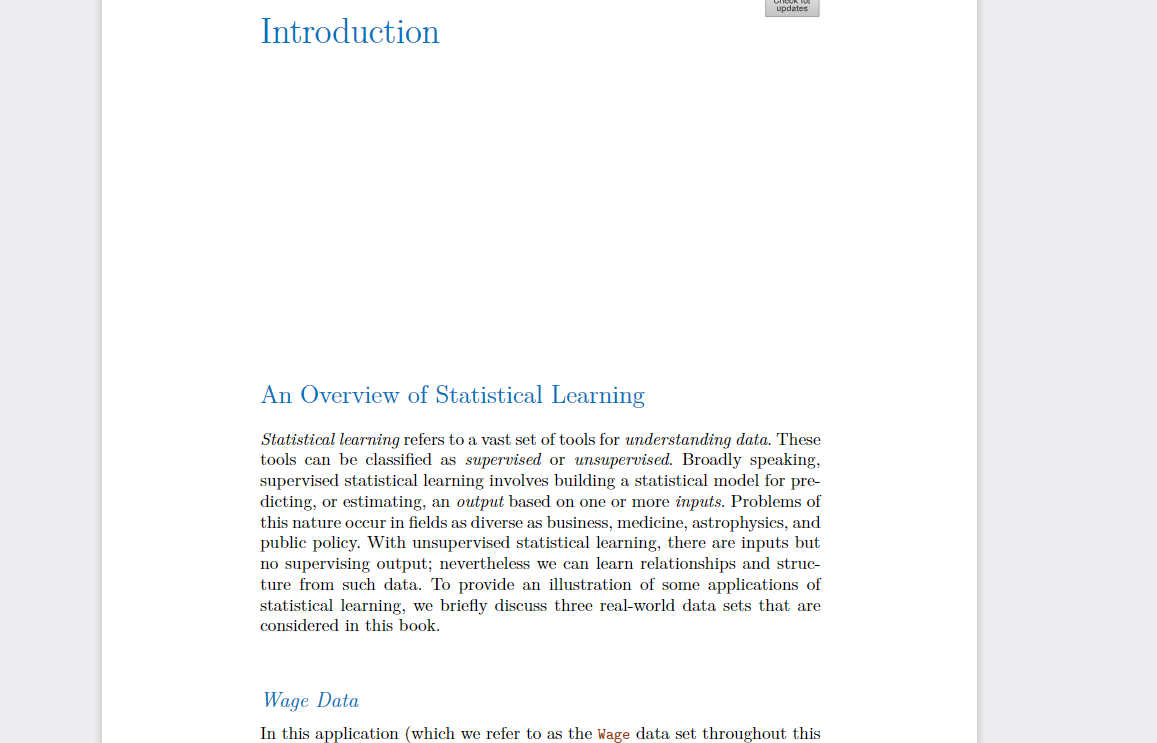 Check for
updates
Introduction
An Overview of Statistical Learning
Statistical learning refers to a vast set of tools for understanding data. These
tools can be classified as supervised or unsupervised. Broadly speaking,
supervised statistical learning involves building a statistical model for pre-
dicting, or estimating, an output based on one or more inputs. Problems of
this nature occur in fields as diverse as business, medicine, astrophysics, and
public policy. With unsupervised statistical learning, there are inputs but
no supervising output; nevertheless we can learn relationships and struc-
ture from such data. To provide an illustration of some applications of
statistical learning, we briefly discuss three real-world data sets that are
considered in this book.
Wage Data
In this application (which we refer to as the Wage data set throughout this